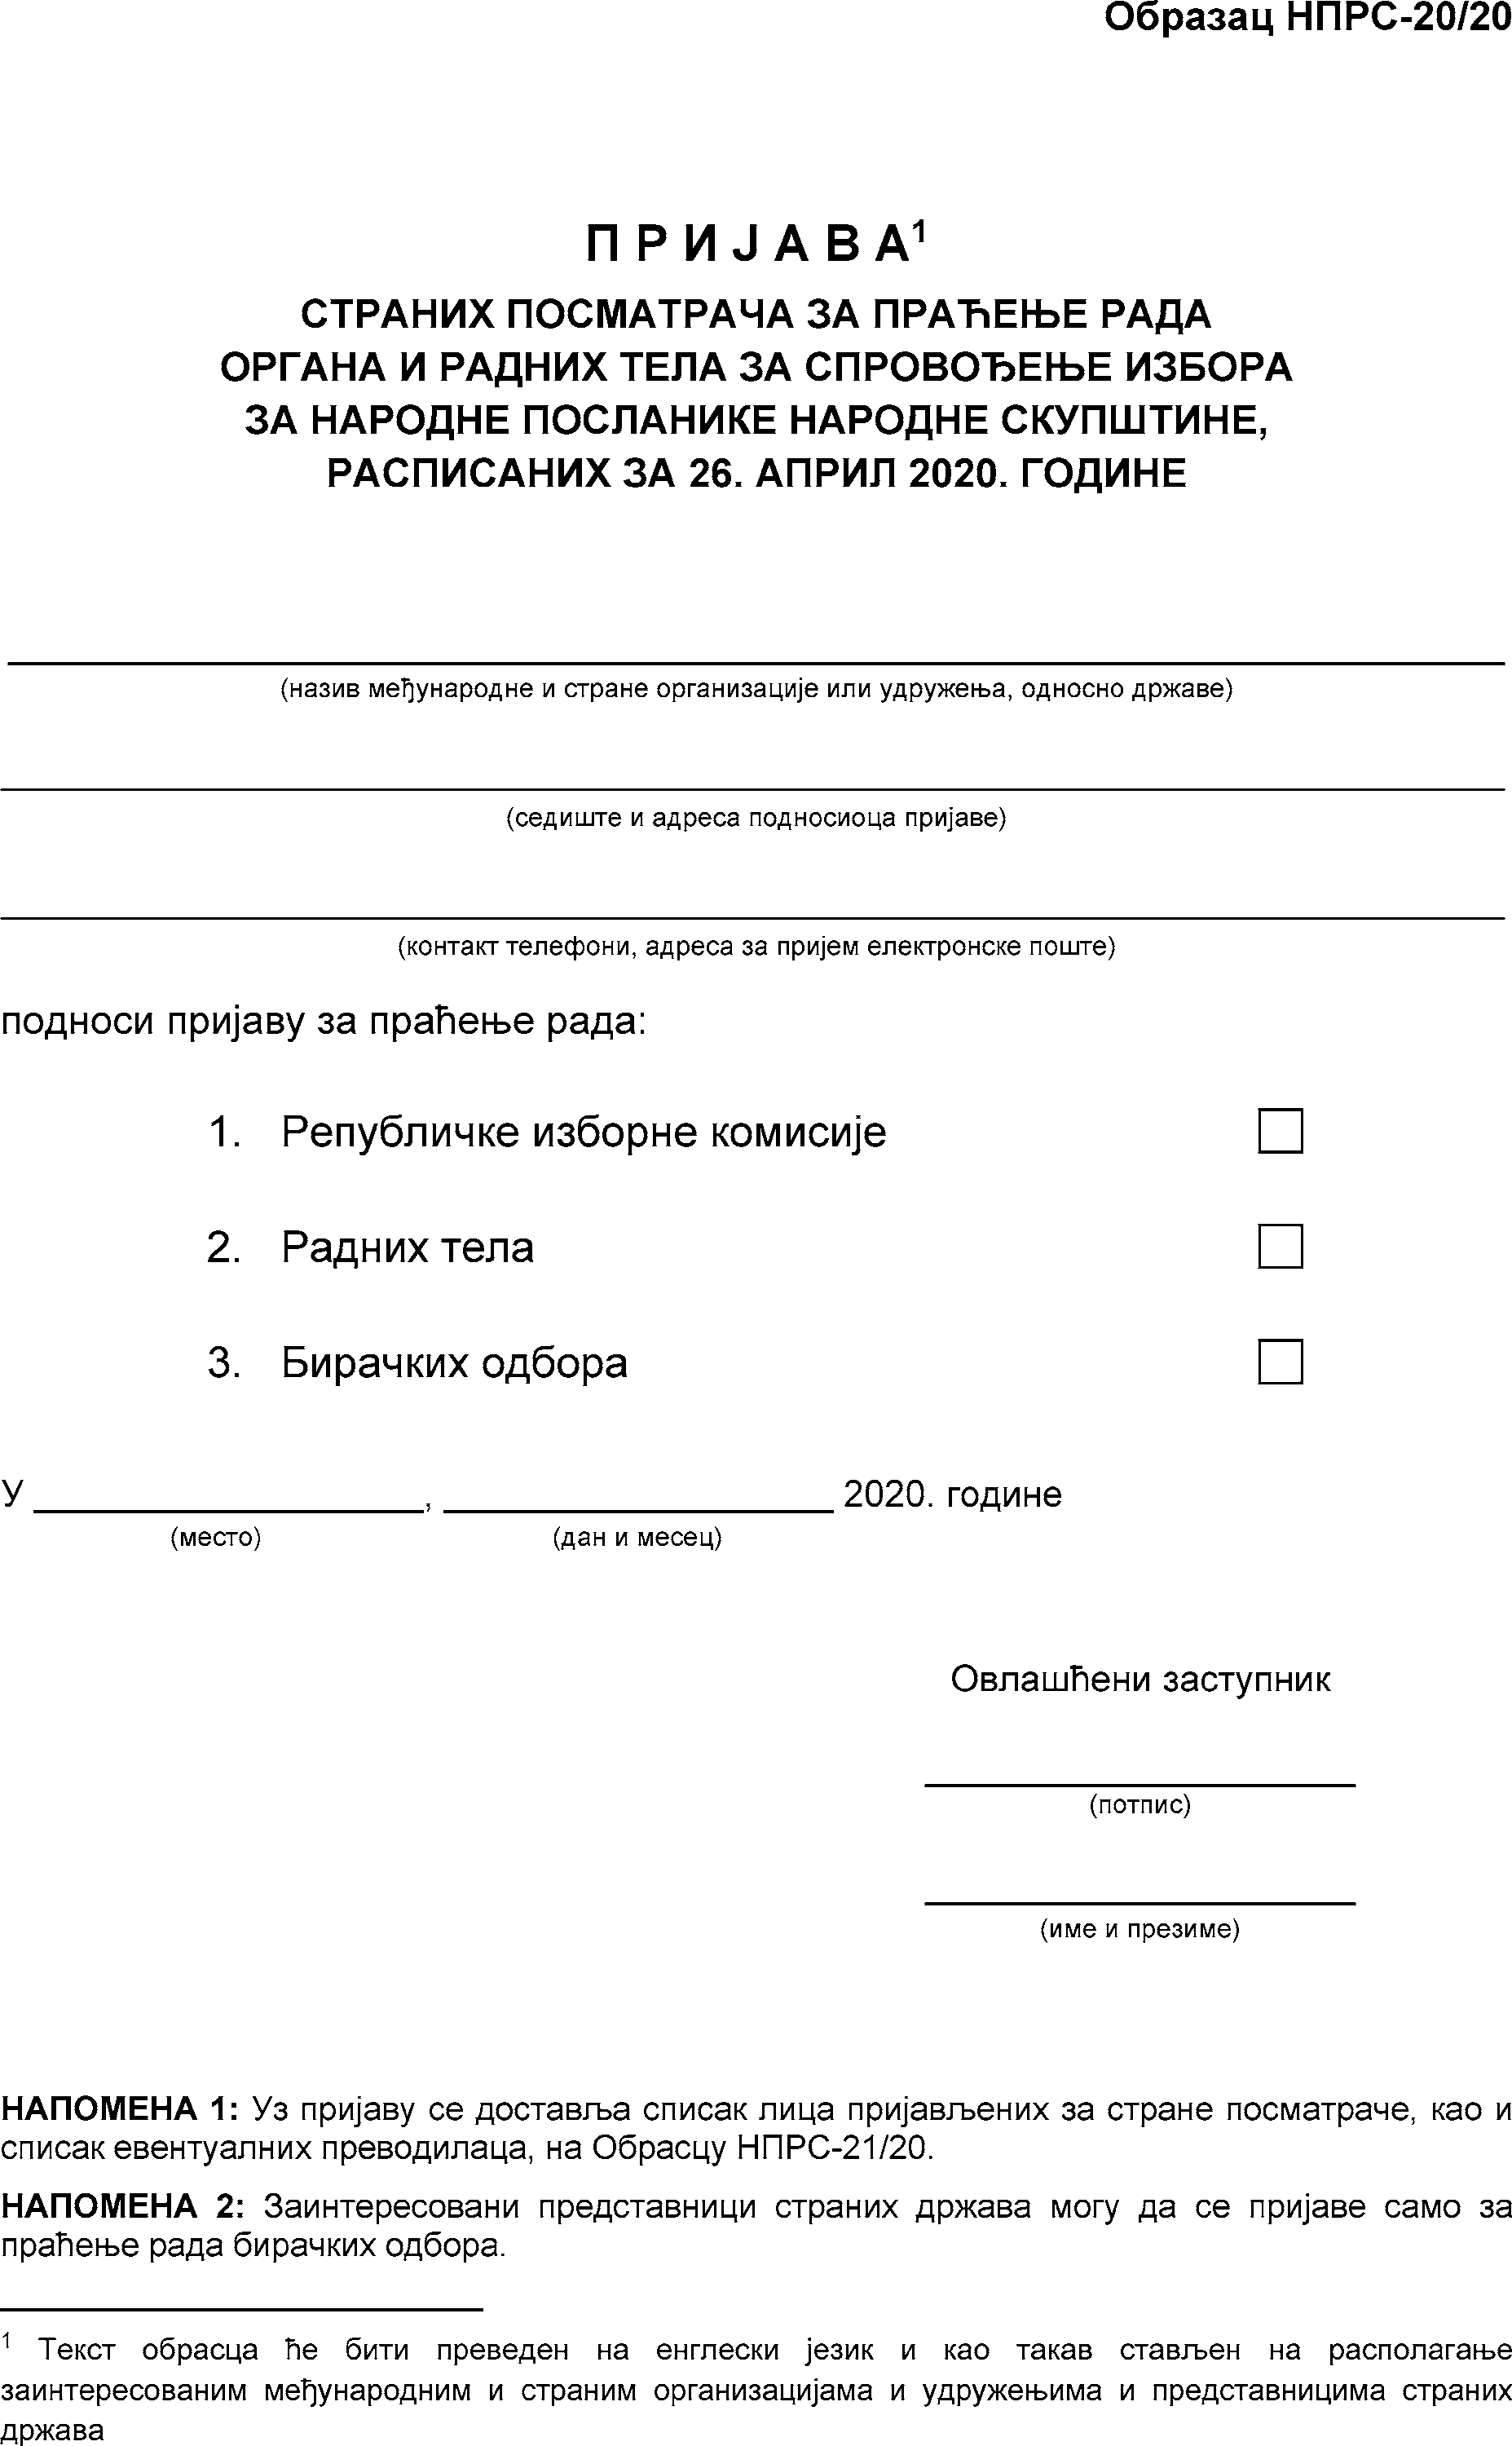 Образац НПРС-20/20
П Р И Ј А В А1
СТРАНИХ ПОСМАТРАЧА ЗА ПРАЋЕЊЕ РАДА
ОРГАНА И РАДНИХ ТЕЛА ЗА СПРОВОЂЕЊЕ ИЗБОРА
ЗА НАРОДНЕ ПОСЛАНИКЕ НАРОДНЕ СКУПШТИНЕ,
РАСПИСАНИХ ЗА 26. АПРИЛ 2020. ГОДИНЕ
(назив међународне и стране организације или удружења, односно државе)
(седиште и адреса подносиоца пријаве)
(контакт телефони, адреса за пријем електронске поште)
подноси пријаву за праћење рада:
1. Републичке изборне комисије
2. Радних тела
3. Бирачких одбора
У ____________________, ____________________ 2020. године
(место) (дан и месец)
Овлашћени заступник
(потпис)
(име и презиме)
НАПОМЕНА 1: Уз пријаву се доставља списак лица пријављених за стране посматраче, као и
списак евентуалних преводилаца, на Обрасцу НПРС-21/20.
НАПОМЕНА 2: Заинтересовани представници страних држава могу да се пријаве само за
праћење рада бирачких одбора.
1 Текст обрасца ће бити преведен на енглески језик и као такав стављен на располагање
заинтересованим међународним и страним организацијама и удружењима и представницима страних
држава